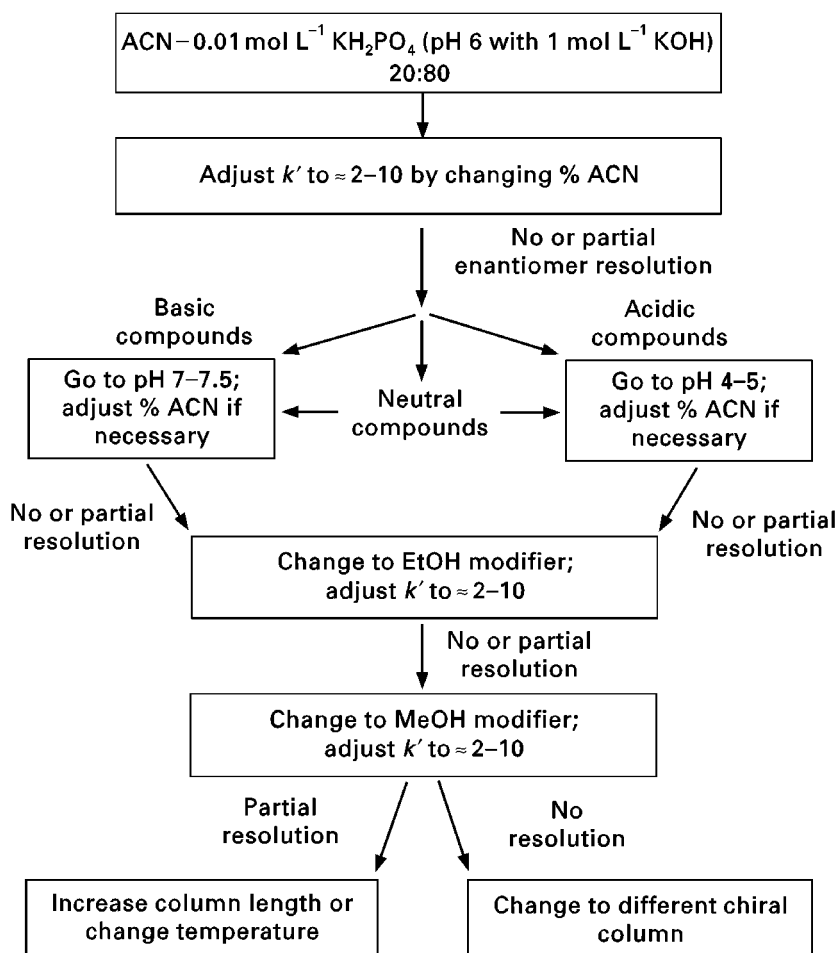 ACN–0.01 mol L⁻¹ KH₂PO₄ (pH 6 with 1 mol L⁻¹ KOH)
20:80
Adjust k′ to ≈ 2–10 by changing % ACN
No or partial
enantiomer resolution
Basic
compounds
Acidic
compounds
Go to pH 7–7.5;
adjust % ACN if
necessary
Neutral
compounds
Go to pH 4–5;
adjust % ACN if
necessary
No or partial
resolution
No or partial
resolution
Change to EtOH modifier;
adjust k′ to ≈ 2–10
No or partial
resolution
Change to MeOH modifier;
adjust k′ to ≈ 2–10
Partial
resolution
No
resolution
Increase column length or
change temperature
Change to different chiral
column